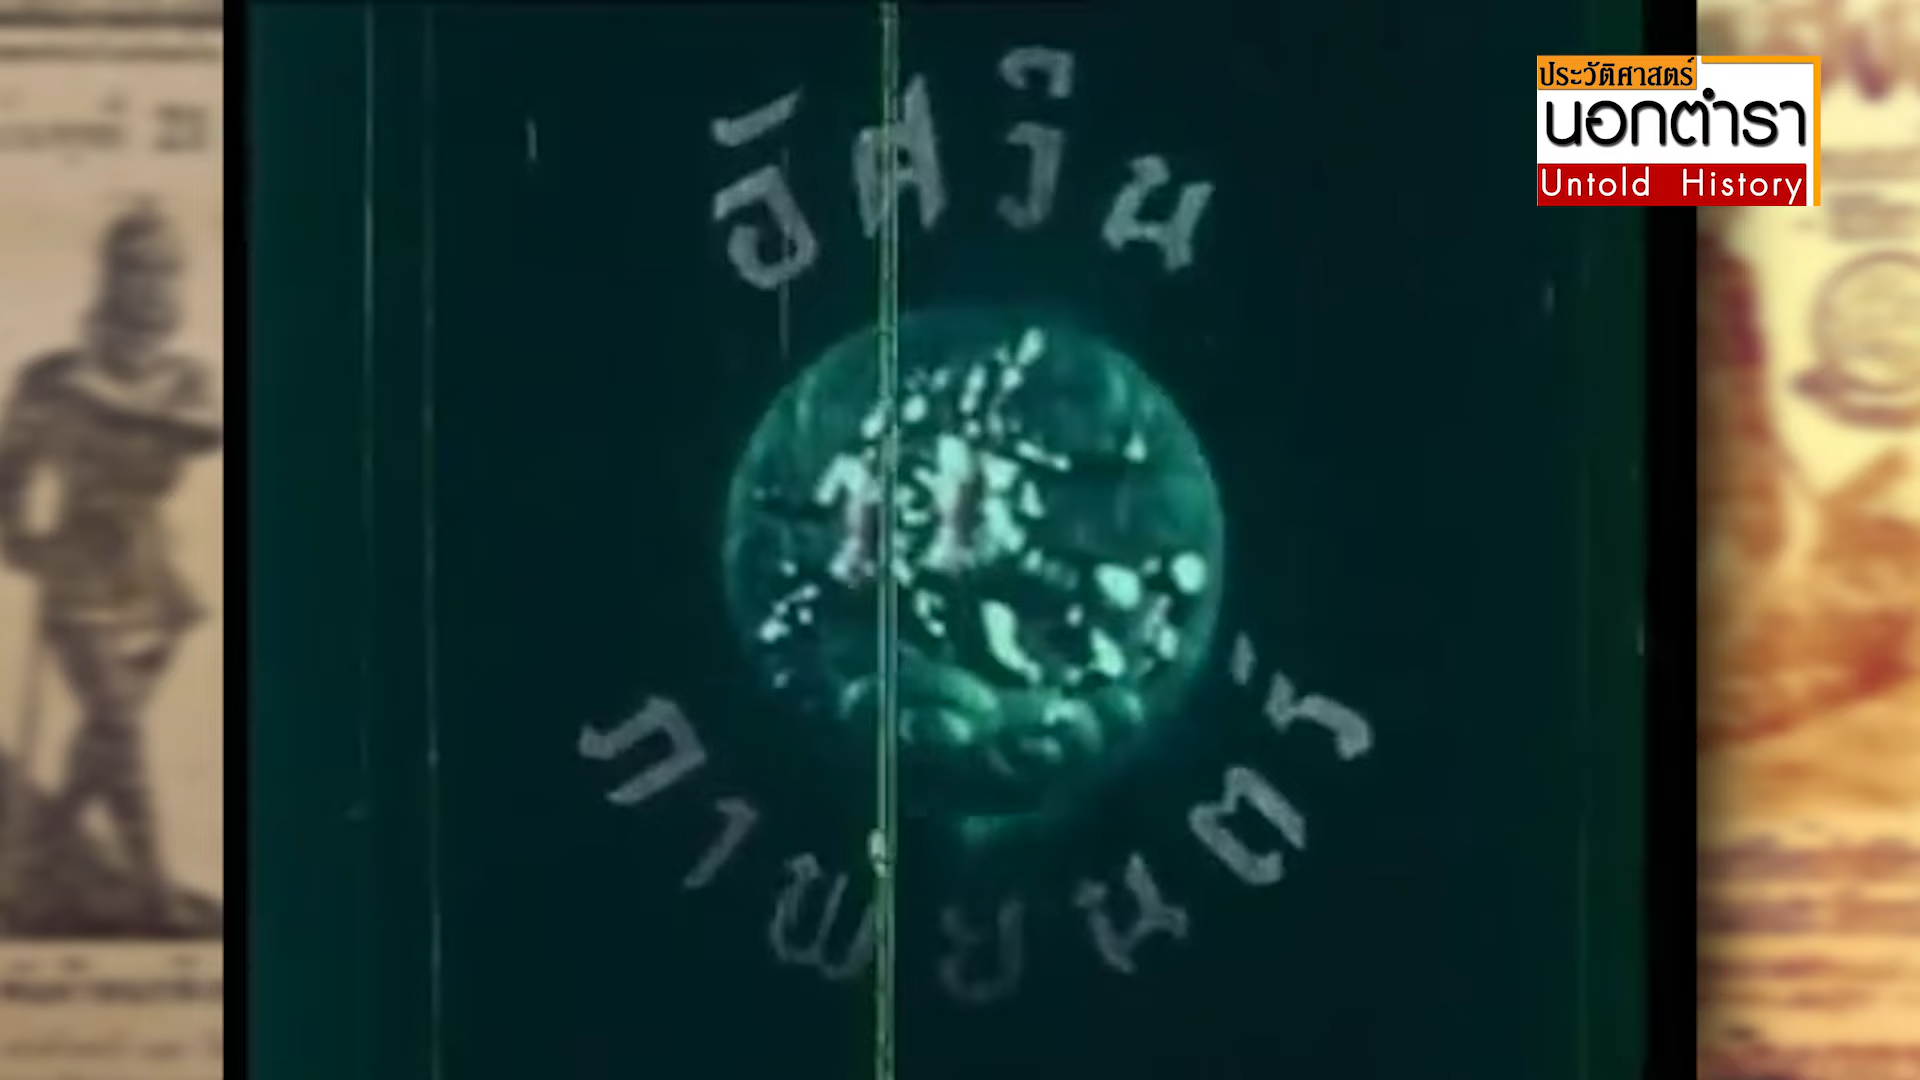 อัศวิน
ภาพยนตร์
ประวัติศาสตร์
นอกตำรา
Untold History